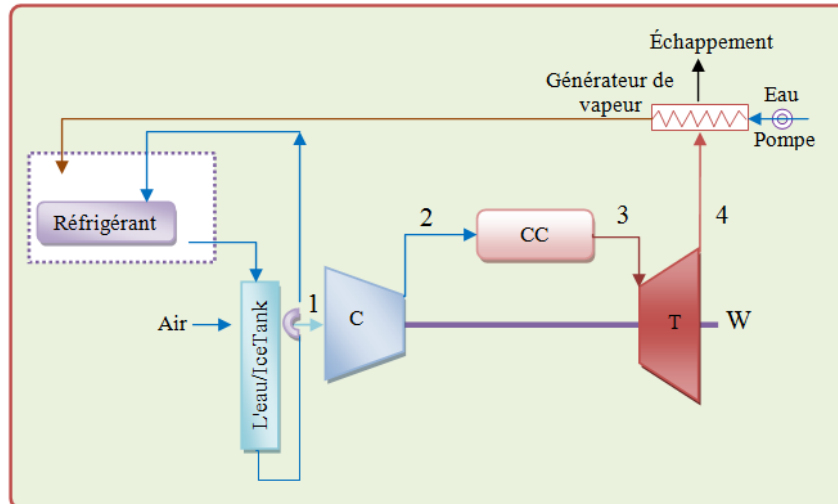 Échappement
Générateur de
vapeur
Eau
Pompe
Réfrigérant
2
CC
3
4
Air
L'eau/IceTank
1
C
T
W